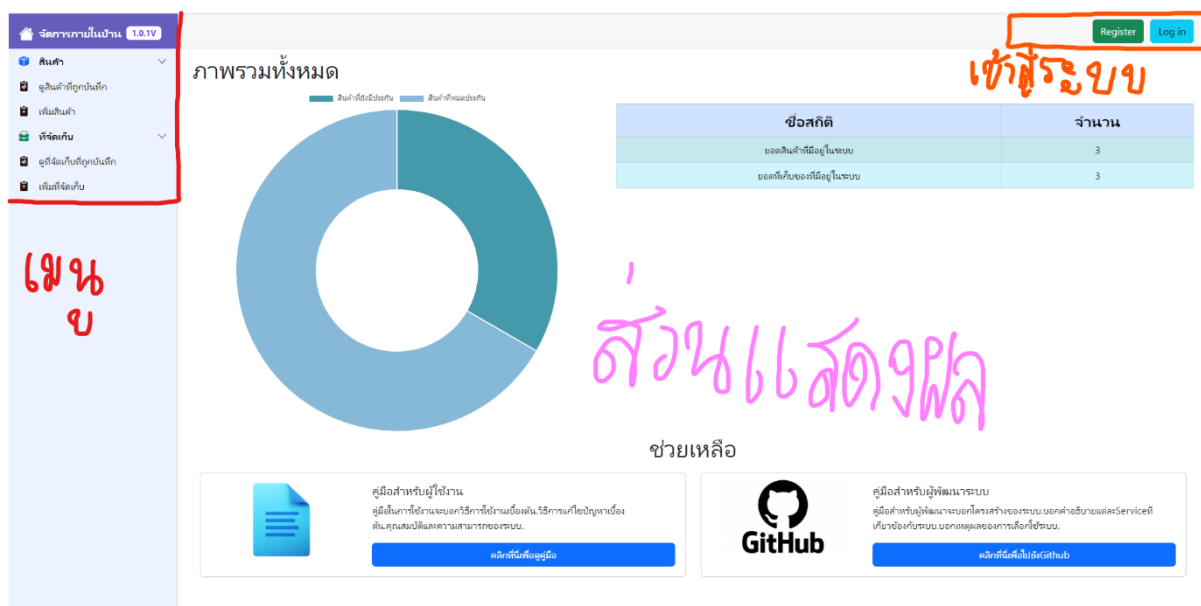 จัดการภายในบ้าน 1.0.1V
Register Log in
สินค้า
ดูสินค้าที่ถูกบันทึก
เพิ่มสินค้า
ที่จัดเก็บ
ดูที่จัดเก็บที่ถูกบันทึก
เพิ่มที่จัดเก็บ
เมนู
เข้าสู่ระบบ
ภาพรวมทั้งหมด
สินค้าที่ยังมีประกัน สินค้าที่หมดประกัน
ชื่อสถิติ จำนวน
ยอดสินค้าที่มีอยู่ในระบบ 3
ยอดที่เก็บของที่มีอยู่ในระบบ 3
ส่วนแสดงผล
ช่วยเหลือ
คู่มือสำหรับผู้ใช้งาน
คู่มือในการใช้งานจะบอกวิธีการใช้งานเบื้องต้น.วิธีการแก้ไขปัญหาเบื้อง
ต้น.คุณสมบัติและความสามารถของระบบ.
คลิกที่นี่เพื่อดูคู่มือ
GitHub
คู่มือสำหรับผู้พัฒนาระบบ
คู่มือสำหรับผู้พัฒนาจะบอกโครงสร้างของระบบ.บอกคำอธิบายแต่ละServiceที่
เกี่ยวข้องกับระบบ.บอกเหตุผลของการเลือกใช้ระบบ.
คลิกที่นี่เพื่อไปยังGithub